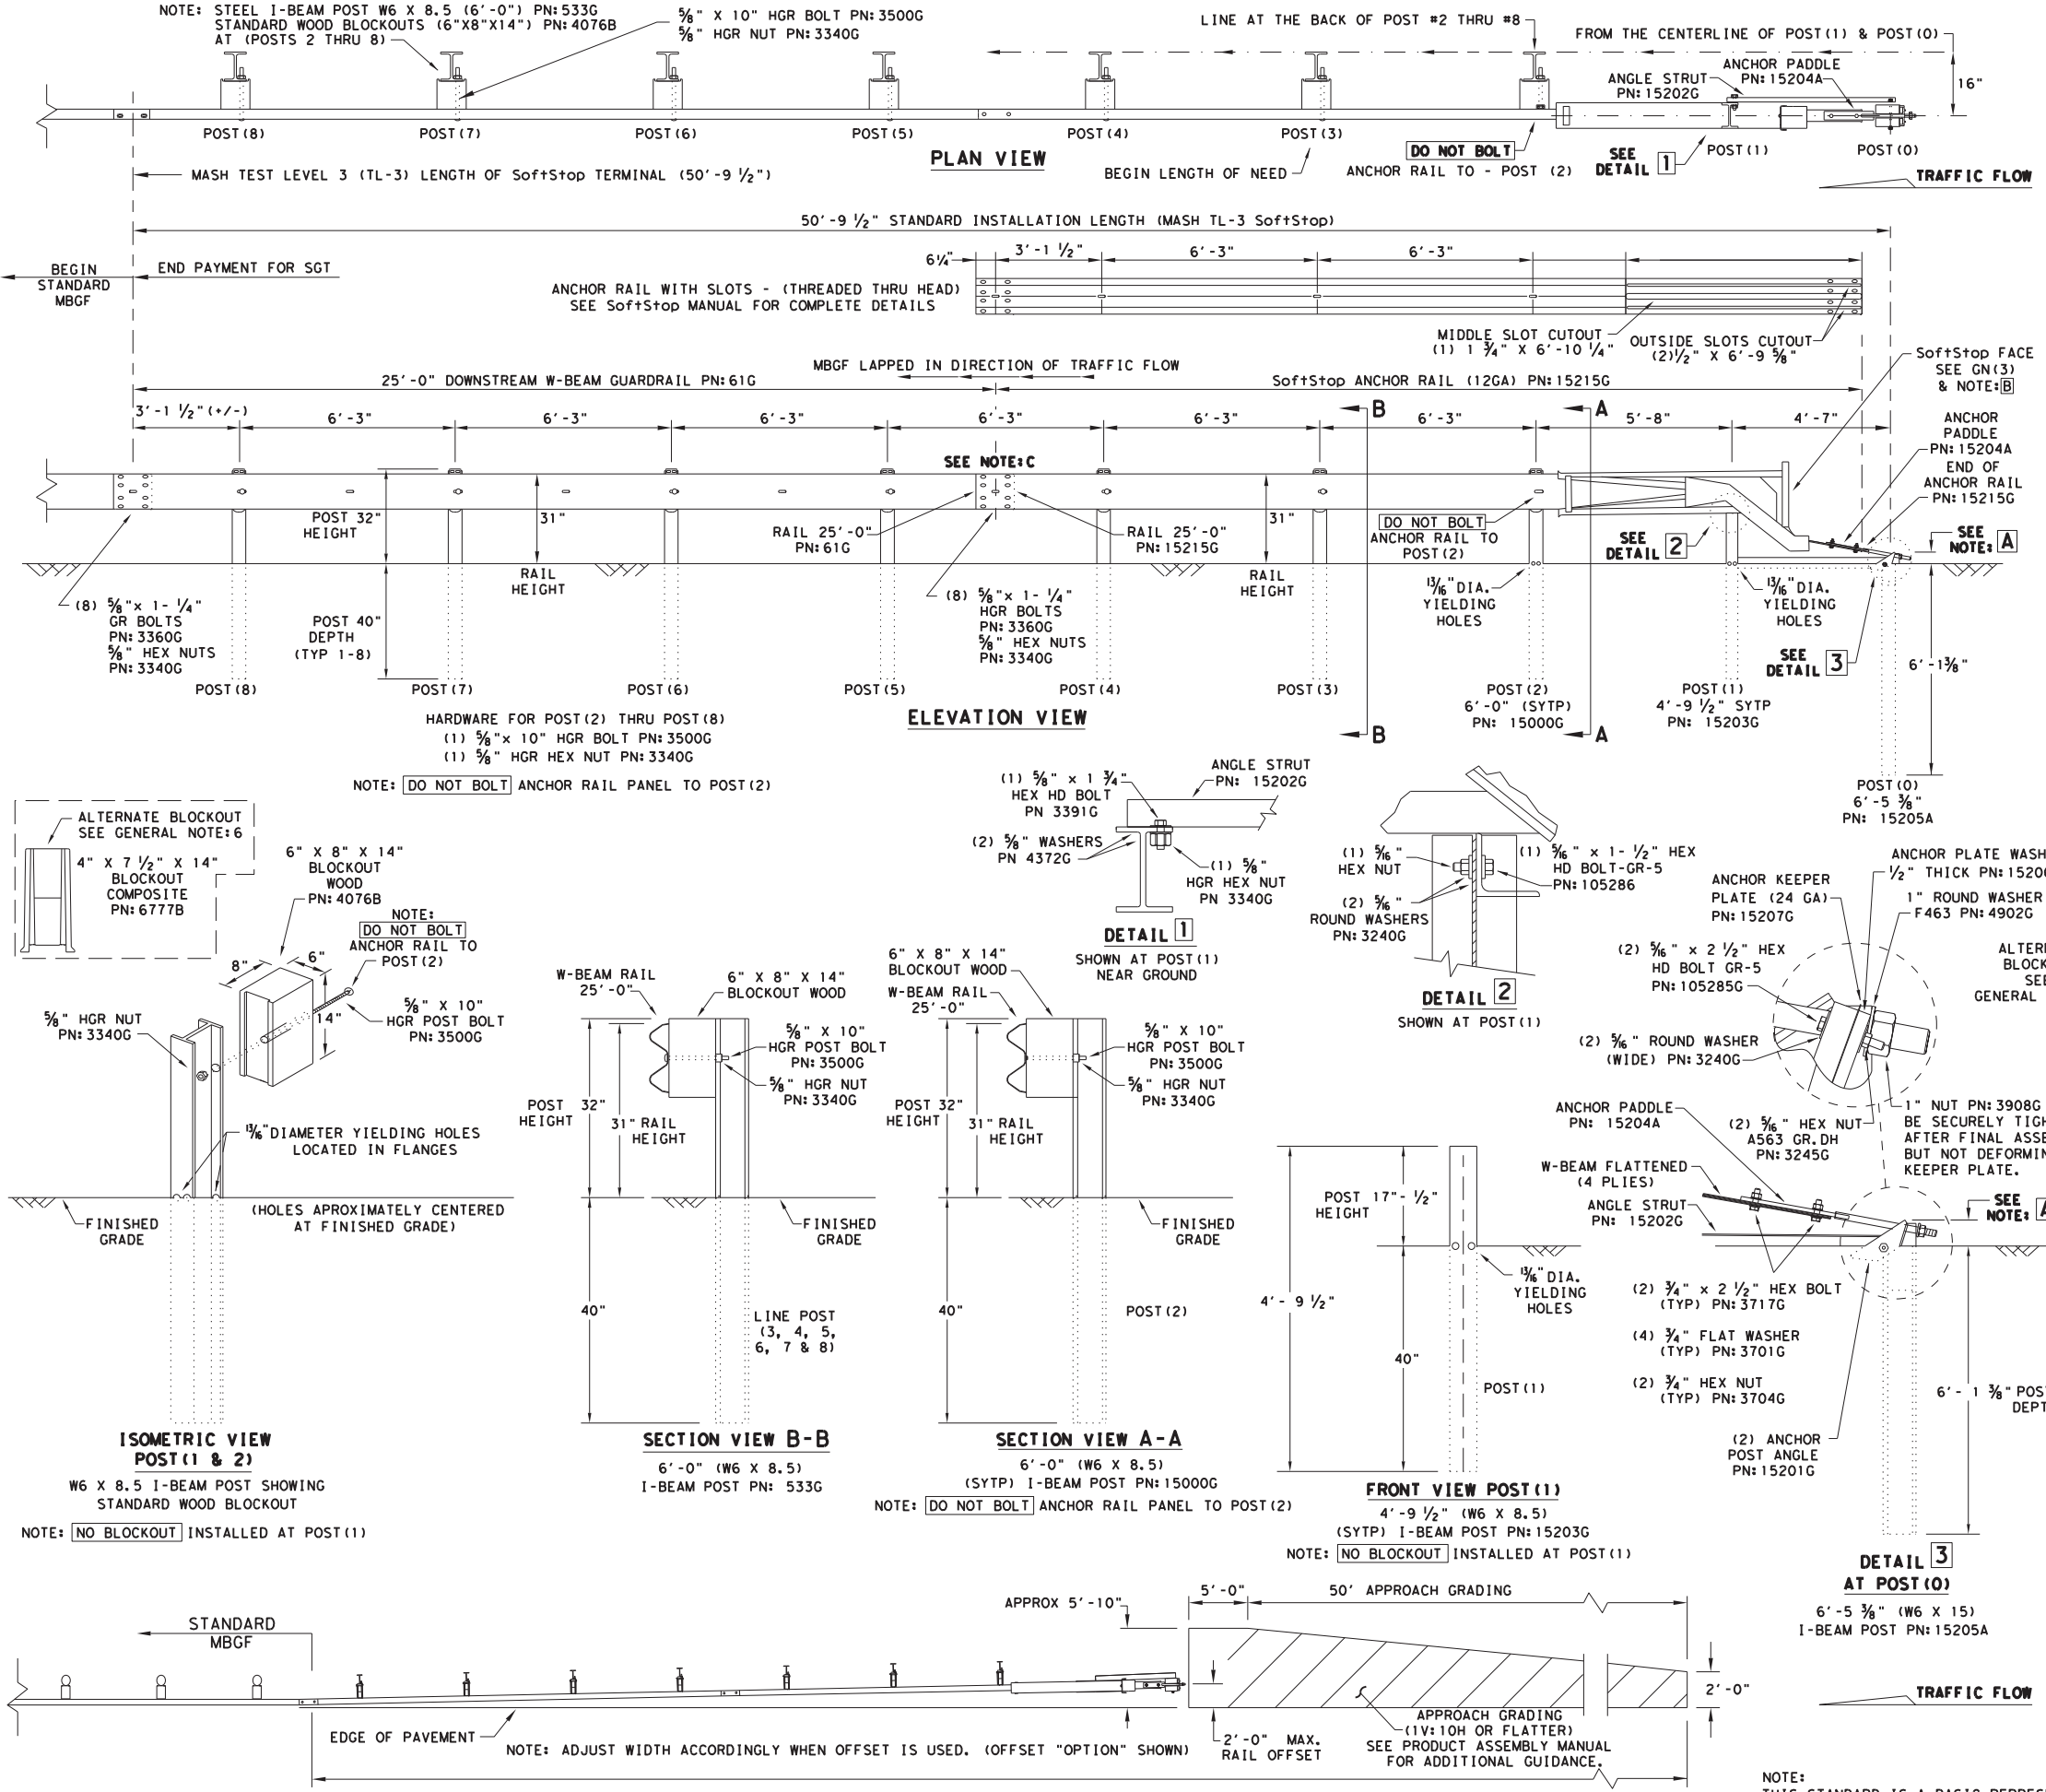 NOTE: STEEL I-BEAM POST W6 X 8.5 (6'-0") PN:533G
STANDARD WOOD BLOCKOUTS (6"X8"X14") PN:4076B
AT (POSTS 2 THRU 8)
⅝" X 10" HGR BOLT PN:3500G
⅝" HGR NUT PN:3340G
LINE AT THE BACK OF POST #2 THRU #8
FROM THE CENTERLINE OF POST(1) & POST(0)
ANCHOR PADDLE
PN:15204A
ANGLE STRUT
PN:15202G
16"
POST(8)
POST(7)
POST(6)
POST(5)
POST(4)
POST(3)
POST(1)
POST(0)
PLAN VIEW
DO NOT BOLT
ANCHOR RAIL TO - POST (2)
SEE
DETAIL 1
BEGIN LENGTH OF NEED
MASH TEST LEVEL 3 (TL-3) LENGTH OF SoftStop TERMINAL (50'-9 ½")
TRAFFIC FLOW
50'-9 ½" STANDARD INSTALLATION LENGTH (MASH TL-3 SoftStop)
BEGIN
STANDARD
MBGF
END PAYMENT FOR SGT
6¼"
3'-1 ½"
6'-3"
6'-3"
ANCHOR RAIL WITH SLOTS - (THREADED THRU HEAD)
SEE SoftStop MANUAL FOR COMPLETE DETAILS
MIDDLE SLOT CUTOUT
(1) 1 ¾" X 6'-10 ¼"
OUTSIDE SLOTS CUTOUT
(2)½" X 6'-9 ⅝"
MBGF LAPPED IN DIRECTION OF TRAFFIC FLOW
25'-0" DOWNSTREAM W-BEAM GUARDRAIL PN:61G
SoftStop ANCHOR RAIL (12GA) PN:15215G
SoftStop FACE
SEE GN(3)
& NOTE:B
3'-1 ½"(+/-)
6'-3"
6'-3"
6'-3"
6'-3"
6'-3"
6'-3"
5'-8"
4'-7"
B
A
ANCHOR
PADDLE
PN:15204A
END OF
ANCHOR RAIL
PN:15215G
SEE NOTE:C
POST 32"
HEIGHT
31"
RAIL
HEIGHT
RAIL 25'-0"
PN:61G
RAIL 25'-0"
PN:15215G
31"
RAIL
HEIGHT
DO NOT BOLT
ANCHOR RAIL TO
POST(2)
SEE
DETAIL 2
SEE
NOTE: A
(8) ⅝"x 1- ¼"
GR BOLTS
PN:3360G
⅝" HEX NUTS
PN:3340G
POST 40"
DEPTH
(TYP 1-8)
(8) ⅝"x 1- ¼"
HGR BOLTS
PN:3360G
⅝" HEX NUTS
PN:3340G
13/16" DIA.
YIELDING
HOLES
13/16" DIA.
YIELDING
HOLES
SEE
DETAIL 3
6'-1⅜"
POST(8)
POST(7)
POST(6)
POST(5)
POST(4)
POST(3)
POST(2)
6'-0" (SYTP)
PN: 15000G
POST(1)
4'-9 ½" SYTP
PN: 15203G
HARDWARE FOR POST(2) THRU POST(8)
(1) ⅝"x 10" HGR BOLT PN:3500G
(1) ⅝" HGR HEX NUT PN:3340G
ELEVATION VIEW
B
A
NOTE: DO NOT BOLT ANCHOR RAIL PANEL TO POST(2)
POST(0)
6'-5 ⅜"
PN: 15205A
ALTERNATE BLOCKOUT
SEE GENERAL NOTE:6
4" X 7 ½" X 14"
BLOCKOUT
COMPOSITE
PN:6777B
6" X 8" X 14"
BLOCKOUT
WOOD
PN:4076B
NOTE:
DO NOT BOLT
ANCHOR RAIL TO
POST(2)
8"
6"
14"
⅝" X 10"
HGR POST BOLT
PN:3500G
⅝" HGR NUT
PN:3340G
13/16"DIAMETER YIELDING HOLES
LOCATED IN FLANGES
FINISHED
GRADE
(HOLES APROXIMATELY CENTERED
AT FINISHED GRADE)
ISOMETRIC VIEW
POST(1 & 2)
W6 X 8.5 I-BEAM POST SHOWING
STANDARD WOOD BLOCKOUT
NOTE: NO BLOCKOUT INSTALLED AT POST(1)
W-BEAM RAIL
25'-0"
6" X 8" X 14"
BLOCKOUT WOOD
⅝" X 10"
HGR POST BOLT
PN:3500G
⅝" HGR NUT
PN:3340G
POST 32"
HEIGHT
31" RAIL
HEIGHT
FINISHED
GRADE
40"
LINE POST
(3, 4, 5,
6, 7 & 8)
SECTION VIEW B-B
6'-0" (W6 X 8.5)
I-BEAM POST PN: 533G
6" X 8" X 14"
BLOCKOUT WOOD
W-BEAM RAIL
25'-0"
⅝" X 10"
HGR POST BOLT
PN:3500G
⅝" HGR NUT
PN:3340G
POST 32"
HEIGHT
31" RAIL
HEIGHT
FINISHED
GRADE
40"
POST(2)
SECTION VIEW A-A
6'-0" (W6 X 8.5)
(SYTP) I-BEAM POST PN:15000G
NOTE: DO NOT BOLT ANCHOR RAIL PANEL TO POST(2)
(1) ⅝" x 1 ¾"
HEX HD BOLT
PN 3391G
ANGLE STRUT
PN: 15202G
(2) ⅝" WASHERS
PN 4372G
(1) ⅝
HGR HEX NUT
PN 3340G
DETAIL 1
SHOWN AT POST(1)
NEAR GROUND
(1) 5/16"
HEX NUT
(1) 5/16" x 1- ½" HEX
HD BOLT-GR-5
PN:105286
(2) 5/16"
ROUND WASHERS
PN:3240G
DETAIL 2
SHOWN AT POST(1)
POST 17"- ½"
HEIGHT
13/16" DIA.
YIELDING
HOLES
4'- 9 ½"
40"
POST(1)
FRONT VIEW POST(1)
4'-9 ½" (W6 X 8.5)
(SYTP) I-BEAM POST PN:15203G
NOTE: NO BLOCKOUT INSTALLED AT POST(1)
ANCHOR PLATE WASH
½" THICK PN:1520
ANCHOR KEEPER
PLATE (24 GA)
PN:15207G
1" ROUND WASHER
F463 PN:4902G
(2) 5/16" x 2 ½" HEX
HD BOLT GR-5
PN:105285G
ALTER
BLOCK
SEE
GENERAL
(2) 5/16" ROUND WASHER
(WIDE) PN:3240G
ANCHOR PADDLE
PN: 15204A
(2) 5/16" HEX NUT
A563 GR.DH
PN:3245G
1" NUT PN:3908G
BE SECURELY TIGH
AFTER FINAL ASSE
BUT NOT DEFORMIN
KEEPER PLATE.
W-BEAM FLATTENED
(4 PLIES)
ANGLE STRUT
PN: 15202G
SEE
NOTE: A
(2) ¾" x 2 ½" HEX BOLT
(TYP) PN:3717G
(4) ¾" FLAT WASHER
(TYP) PN:3701G
(2) ¾" HEX NUT
(TYP) PN:3704G
6'- 1 ⅜" POS
DEPT
(2) ANCHOR
POST ANGLE
PN:15201G
DETAIL 3
AT POST(0)
6'-5 ⅜" (W6 X 15)
I-BEAM POST PN:15205A
STANDARD
MBGF
APPROX 5'-10"
5'-0"
50' APPROACH GRADING
2'-0"
TRAFFIC FLOW
EDGE OF PAVEMENT
NOTE: ADJUST WIDTH ACCORDINGLY WHEN OFFSET IS USED. (OFFSET "OPTION" SHOWN)
2'-0" MAX.
RAIL OFFSET
APPROACH GRADING
(1V:10H OR FLATTER)
SEE PRODUCT ASSEMBLY MANUAL
FOR ADDITIONAL GUIDANCE.
NOTE: